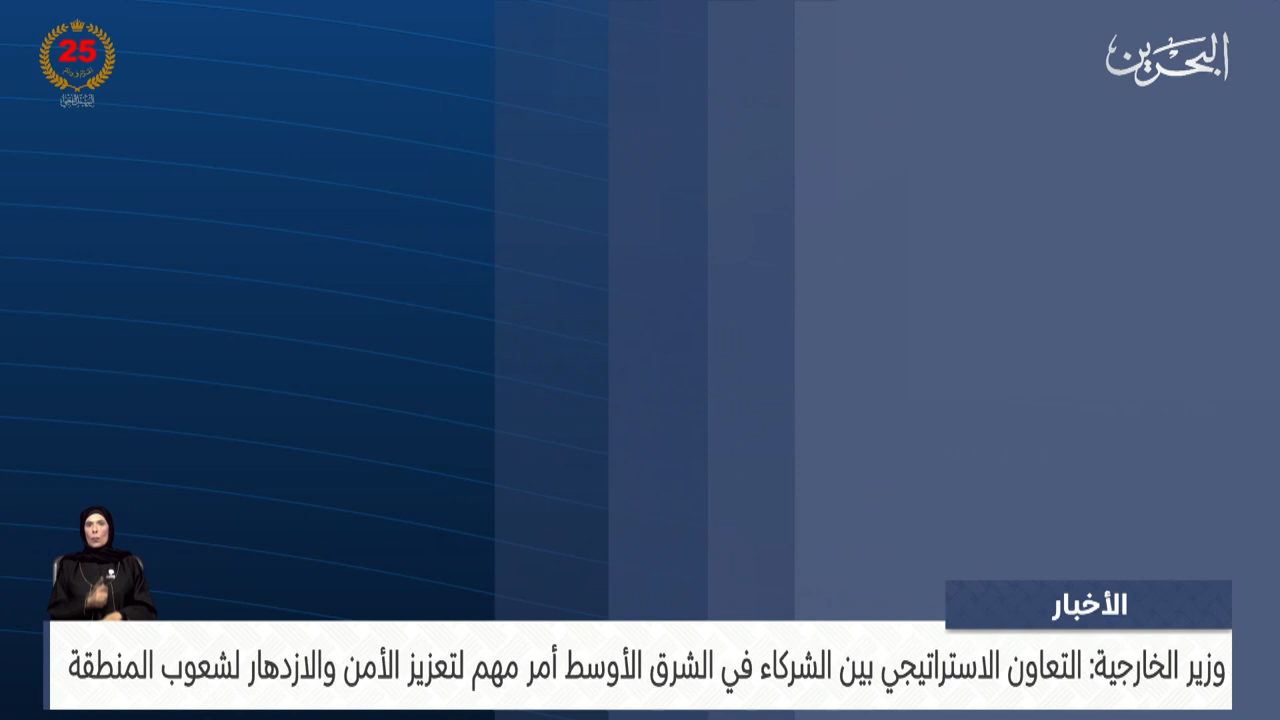 البحرين
25
الأخبار
وزير الخارجية: التعاون الاستراتيجي بين الشركاء في الشرق الأوسط أمر مهم لتعزيز الأمن والازدهار لشعوب المنطقة